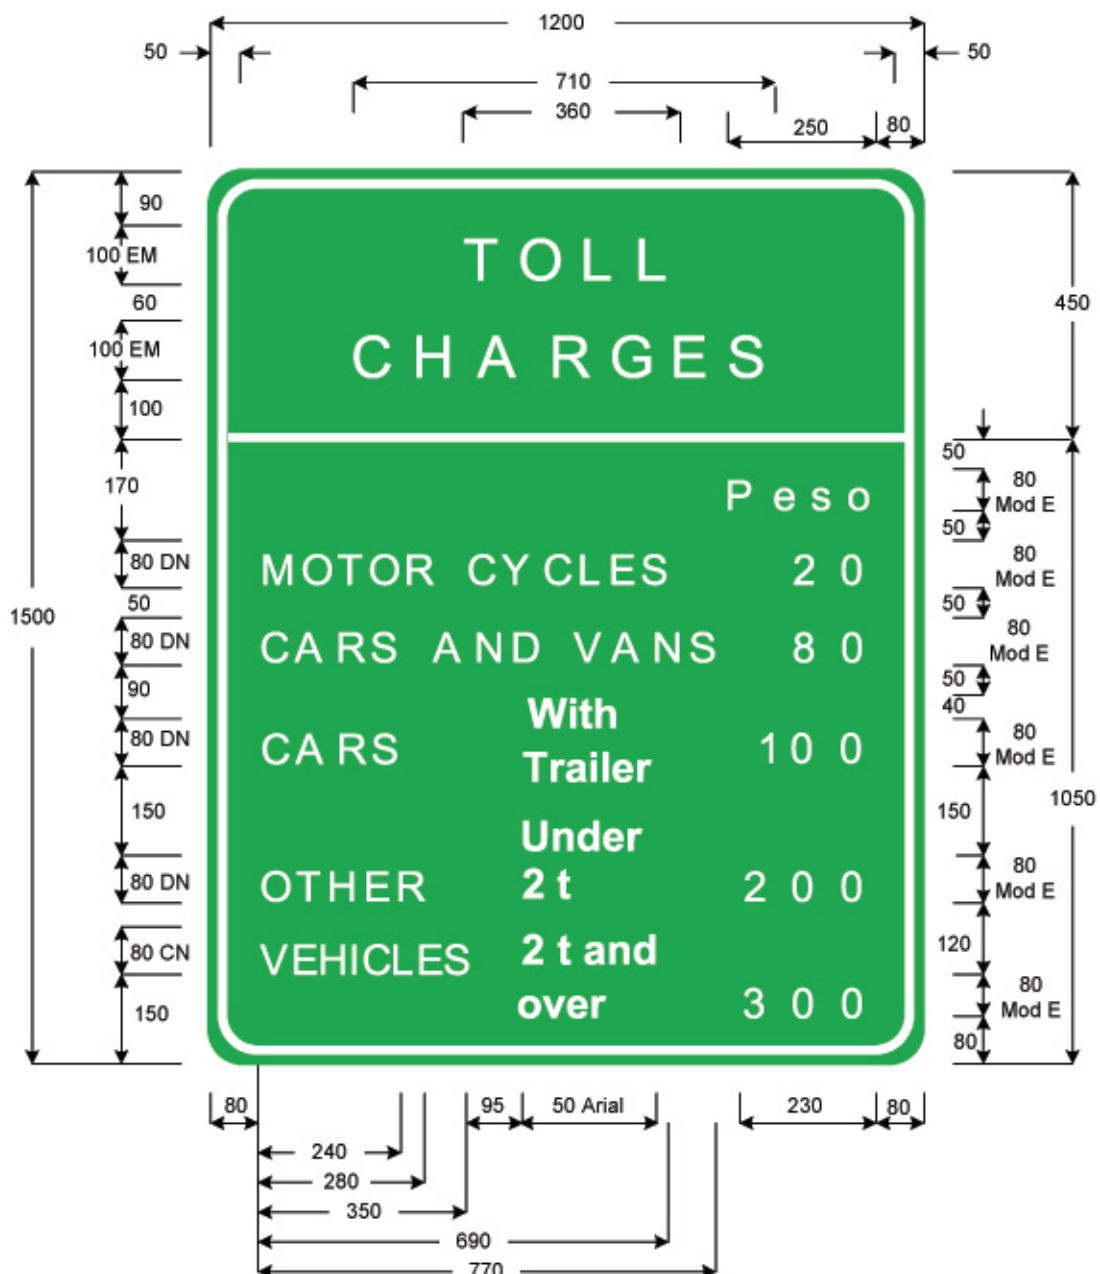 1200
50
50
710
360
250
80
90
100 EM
60
100 EM
100
450
TOLL
CHARGES
50
170
80
Mod E
Peso
50
80 DN
MOTOR CYCLES 20
80
Mod E
1500
50
50
80 DN
CARS AND VANS 80
80
Mod E
90
50
40
With
80 DN
CARS
Trailer
100
80
Mod E
150
150
1050
Under
80 DN
OTHER
2 t
200
80
Mod E
80 CN
VEHICLES
2 t and
120
150
over
300
80
Mod E
80
80
95
50 Arial
230
80
240
280
350
690
770